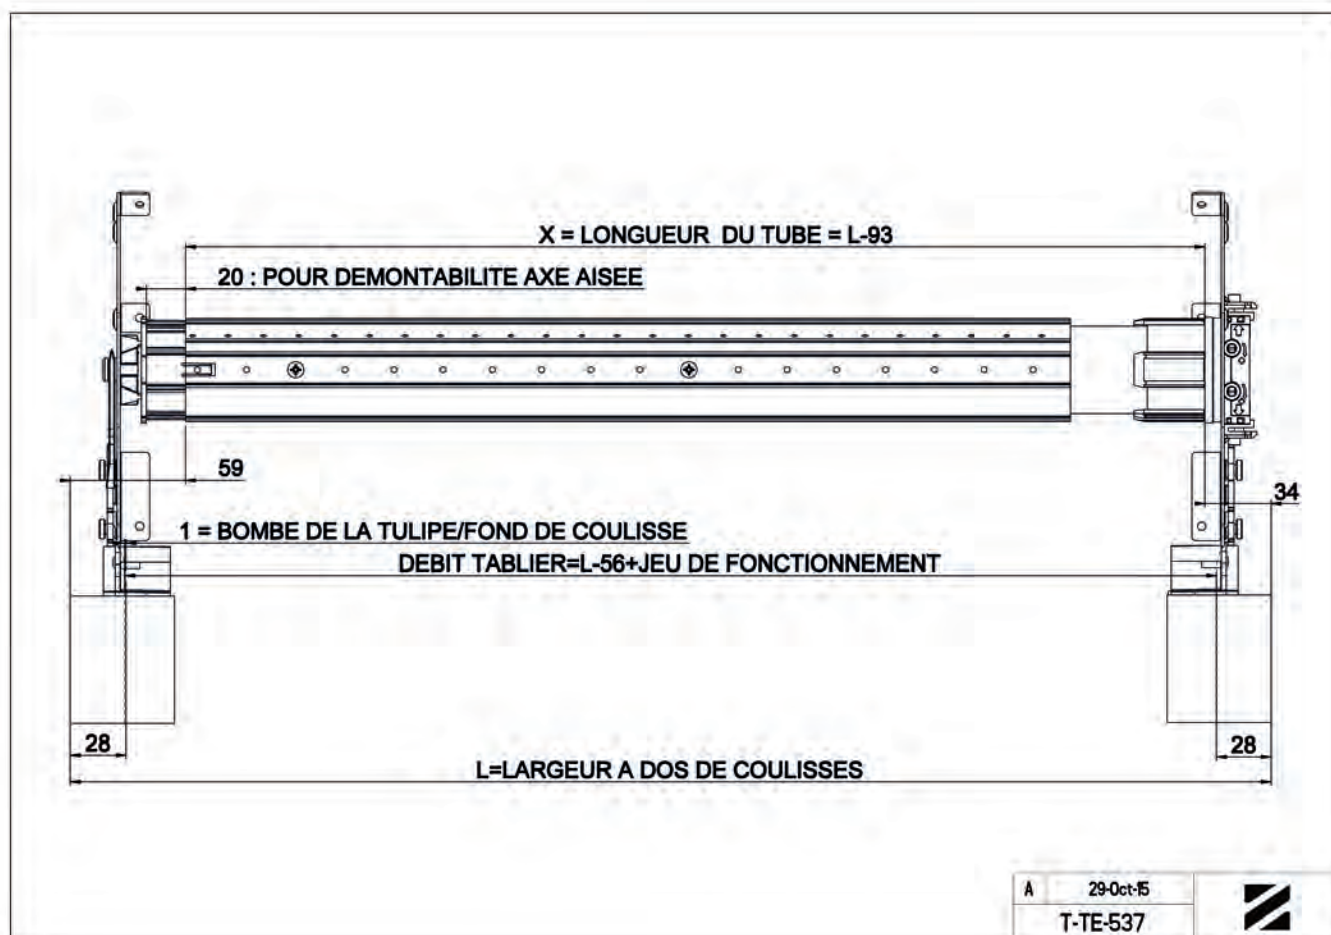 X = LONGUEUR DU TUBE = L-93
20 : POUR DEMONTABILITE AXE AISEE
59
34
1 = BOMBE DE LA TULIPE/FOND DE COULISSE
DEBIT TABLIER=L-56+JEU DE FONCTIONNEMENT
28
28
L=LARGEUR A DOS DE COULISSES
A 29-Oct-15
T-TE-537